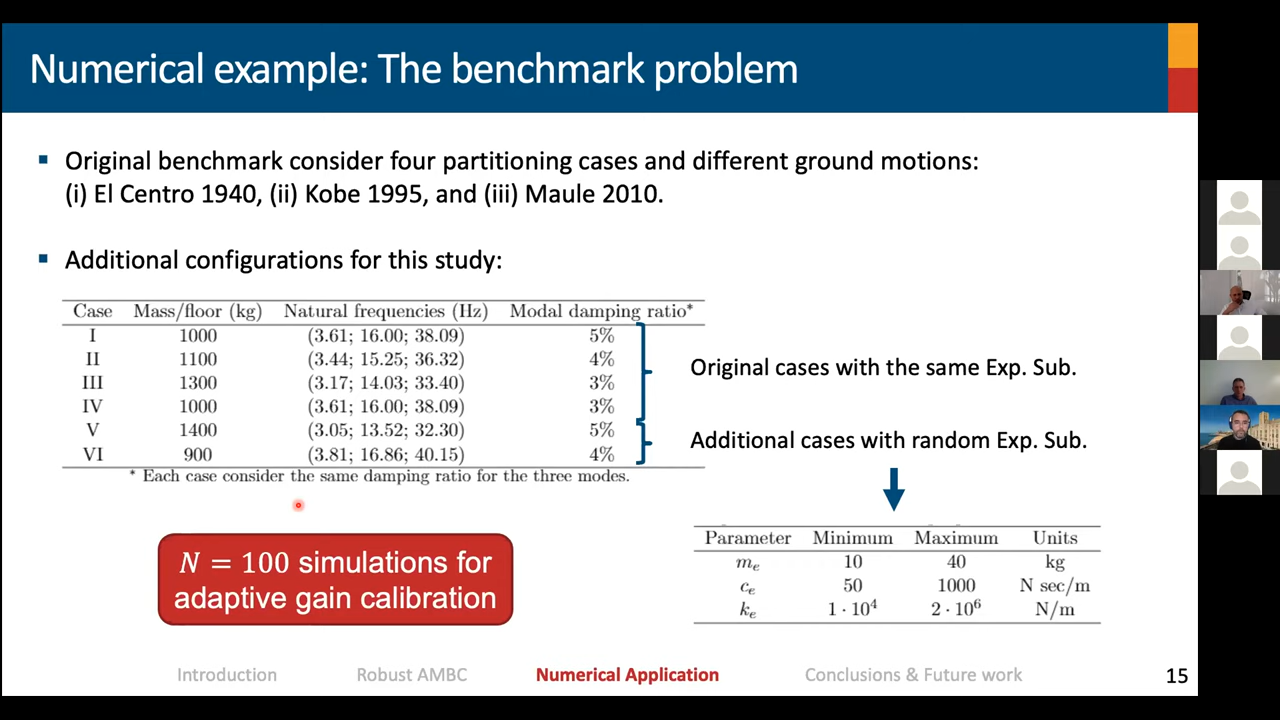 Numerical example: The benchmark problem
▪ Original benchmark consider four partitioning cases and different ground motions:
(i) El Centro 1940, (ii) Kobe 1995, and (iii) Maule 2010.
▪ Additional configurations for this study:
Case Mass/floor (kg) Natural frequencies (Hz) Modal damping ratio*
I 1000 (3.61; 16.00; 38.09) 5%
II 1100 (3.44; 15.25; 36.32) 4%
III 1300 (3.17; 14.03; 33.40) 3%
IV 1000 (3.61; 16.00; 38.09) 3%
V 1400 (3.05; 13.52; 32.30) 5%
VI 900 (3.81; 16.86; 40.15) 4%
* Each case consider the same damping ratio for the three modes.
Original cases with the same Exp. Sub.
Additional cases with random Exp. Sub.
Parameter Minimum Maximum Units
mₑ 10 40 kg
cₑ 50 1000 N sec/m
kₑ 1 · 10⁴ 2 · 10⁶ N/m
N = 100 simulations for
adaptive gain calibration
Introduction Robust AMBC Numerical Application Conclusions & Future work 15